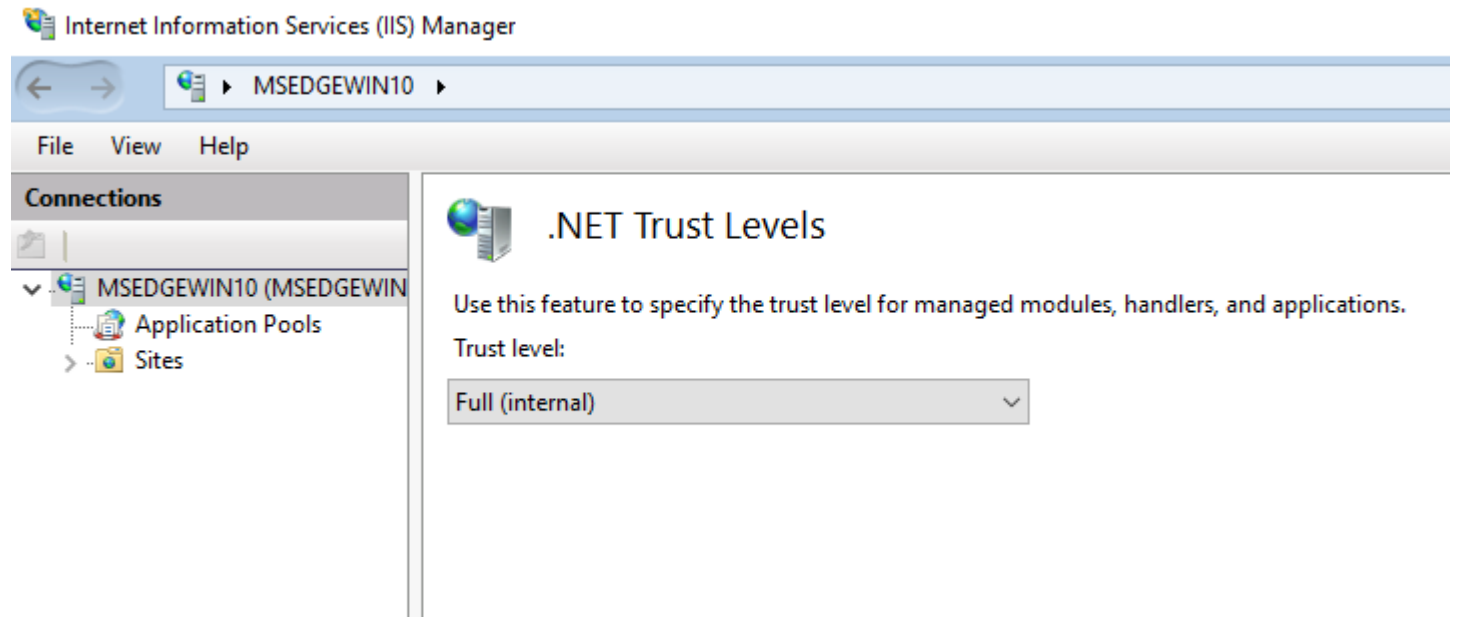 Internet Information Services (IIS) Manager
MSEDGEWIN10
File View Help
Connections
MSEDGEWIN10 (MSEDGEWIN
Application Pools
Sites
.NET Trust Levels
Use this feature to specify the trust level for managed modules, handlers, and applications.
Trust level:
Full (internal)